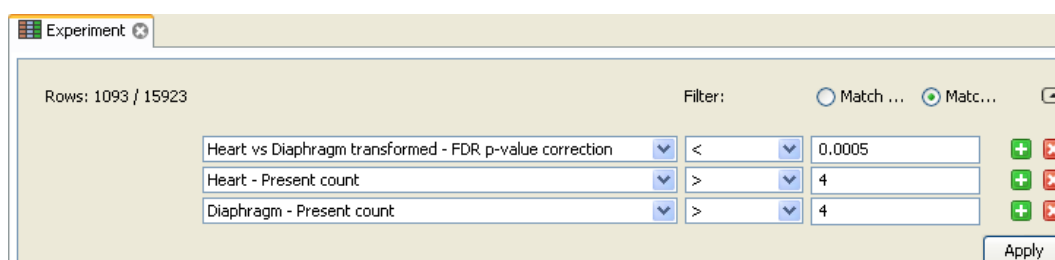 Experiment
Rows: 1093 / 15923 Filter: Match ... Matc...
Heart vs Diaphragm transformed - FDR p-value correction < 0.0005
Heart - Present count > 4
Diaphragm - Present count > 4
Apply